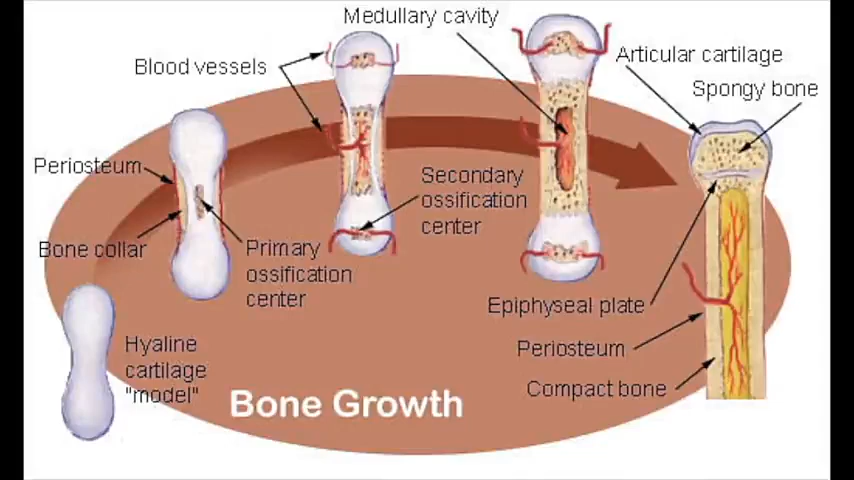 Medullary cavity
Blood vessels
Articular cartilage
Spongy bone
Periosteum
Secondary
ossification
center
Bone collar
Primary
ossification
center
Epiphyseal plate
Hyaline
cartilage
"model"
Periosteum
Compact bone
Bone Growth